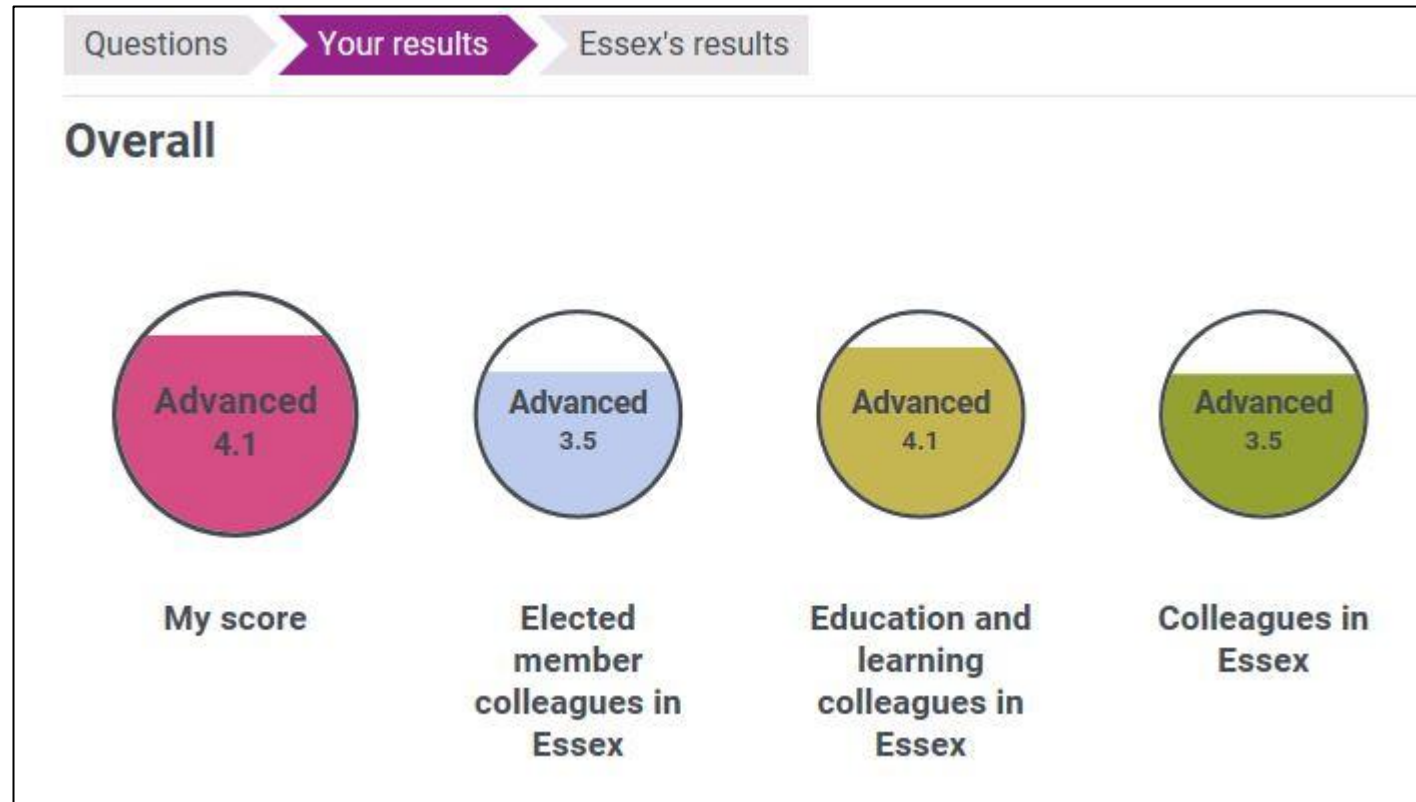 Questions
Your results
Essex's results
Overall
Advanced
4.1
Advanced
3.5
Advanced
4.1
Advanced
3.5
My score
Elected
member
colleagues in
Essex
Education and
learning
colleagues in
Essex
Colleagues in
Essex